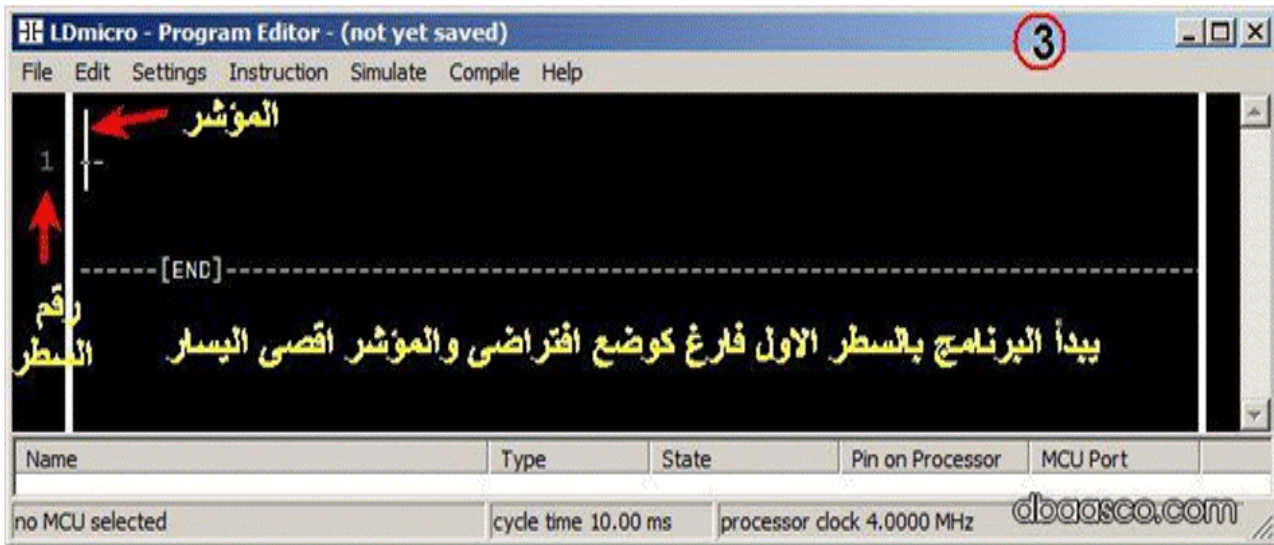 LDmicro - Program Editor - (not yet saved)
3
File Edit Settings Instruction Simulate Compile Help
المؤشر
1
------[END]------
رقم
السطر
يبدأ البرنامج بالسطر الاول فارغ كوضع افتراضى والمؤشر اقصى اليسار
Name Type State Pin on Processor MCU Port
no MCU selected cycle time 10.00 ms processor clock 4.0000 MHz
dbaasco.com